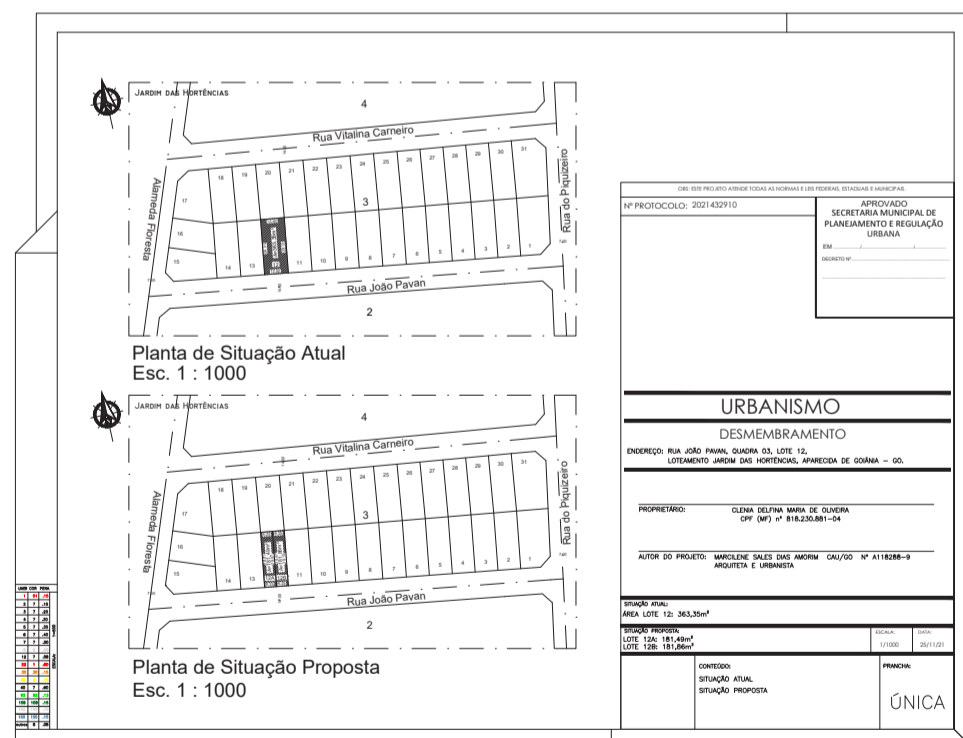 JARDIM DAS HORTÊNCIAS
4
Rua Vitalina Carneiro
Alameda Floresta
Rua do Piquizeiro
18 19 20 21 22 23 24 25 26 27 28 29 30 31
17
3
16
15
14 13 11 10 9 8 7 6 5 4 3 2 1
Rua João Pavan
2
Planta de Situação Atual
Esc. 1 : 1000
JARDIM DAS HORTÊNCIAS
4
Rua Vitalina Carneiro
Alameda Floresta
Rua do Piquizeiro
18 19 20 21 22 23 24 25 26 27 28 29 30 31
17
3
16
15
14 13 11 10 9 8 7 6 5 4 3 2 1
Rua João Pavan
2
Planta de Situação Proposta
Esc. 1 : 1000
OBS: ESTE PROJETO ATENDE TODAS AS NORMAS E LEIS FEDERAIS, ESTADUAIS E MUNICIPAIS.
Nº PROTOCOLO: 2021432910
APROVADO
SECRETARIA MUNICIPAL DE
PLANEJAMENTO E REGULAÇÃO
URBANA
EM ____/____/____
DECRETO Nº
URBANISMO
DESMEMBRAMENTO
ENDEREÇO: RUA JOÃO PAVAN, QUADRA 03, LOTE 12,
LOTEAMENTO JARDIM DAS HORTÊNCIAS, APARECIDA DE GOIÂNIA – GO.
PROPRIETÁRIO: CLENIA DELFINA MARIA DE OLIVEIRA
CPF (MF) nº 818.230.881-04
AUTOR DO PROJETO: MARCILENE SALES DIAS AMORIM CAU/GO Nº A118288-9
ARQUITETA E URBANISTA
SITUAÇÃO ATUAL:
ÁREA LOTE 12: 363,35m²
SITUAÇÃO PROPOSTA:
LOTE 12A: 181,49m²
LOTE 12B: 181,86m²
ESCALA:
1/1000
DATA:
25/11/21
CONTEÚDO:
SITUAÇÃO ATUAL
SITUAÇÃO PROPOSTA
PRANCHA:
ÚNICA